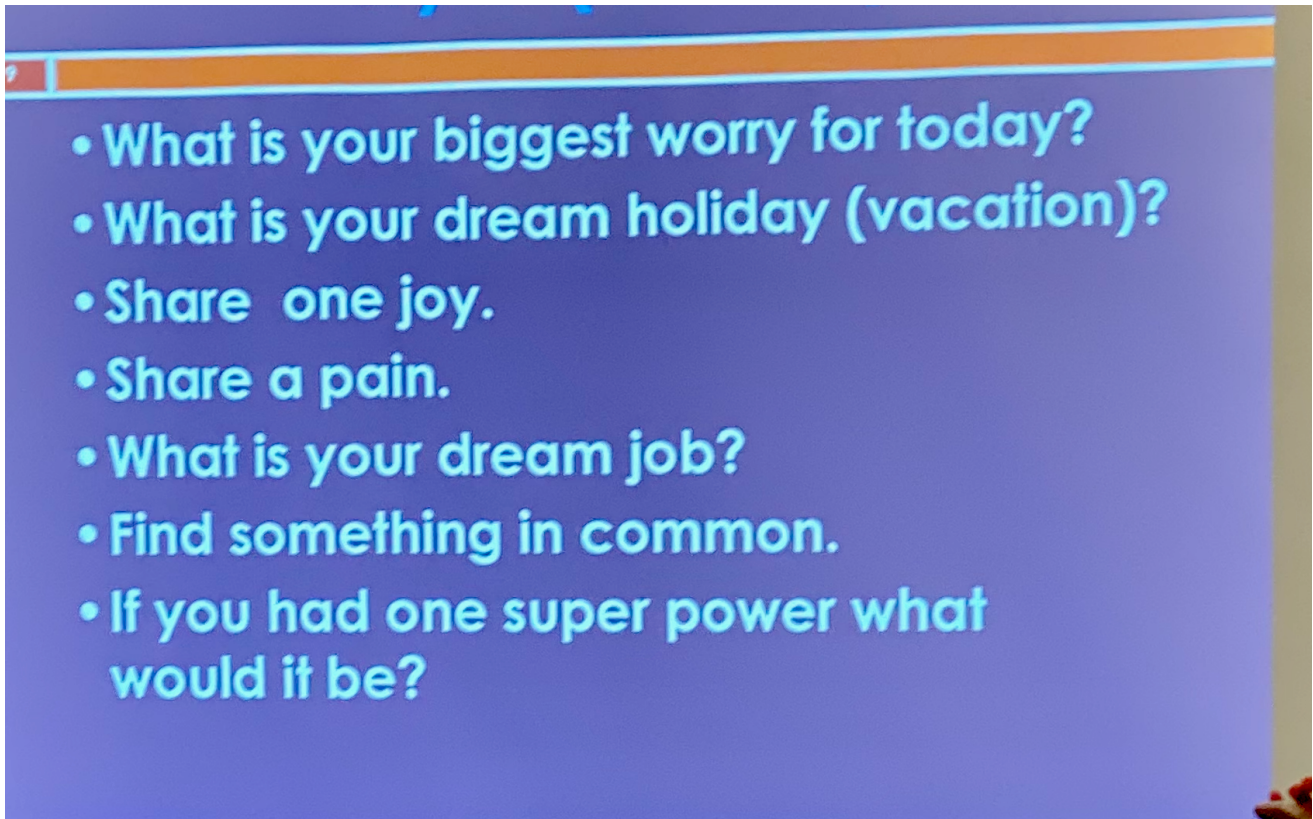 • What is your biggest worry for today?
• What is your dream holiday (vacation)?
• Share one joy.
• Share a pain.
• What is your dream job?
• Find something in common.
• If you had one super power what
would it be?